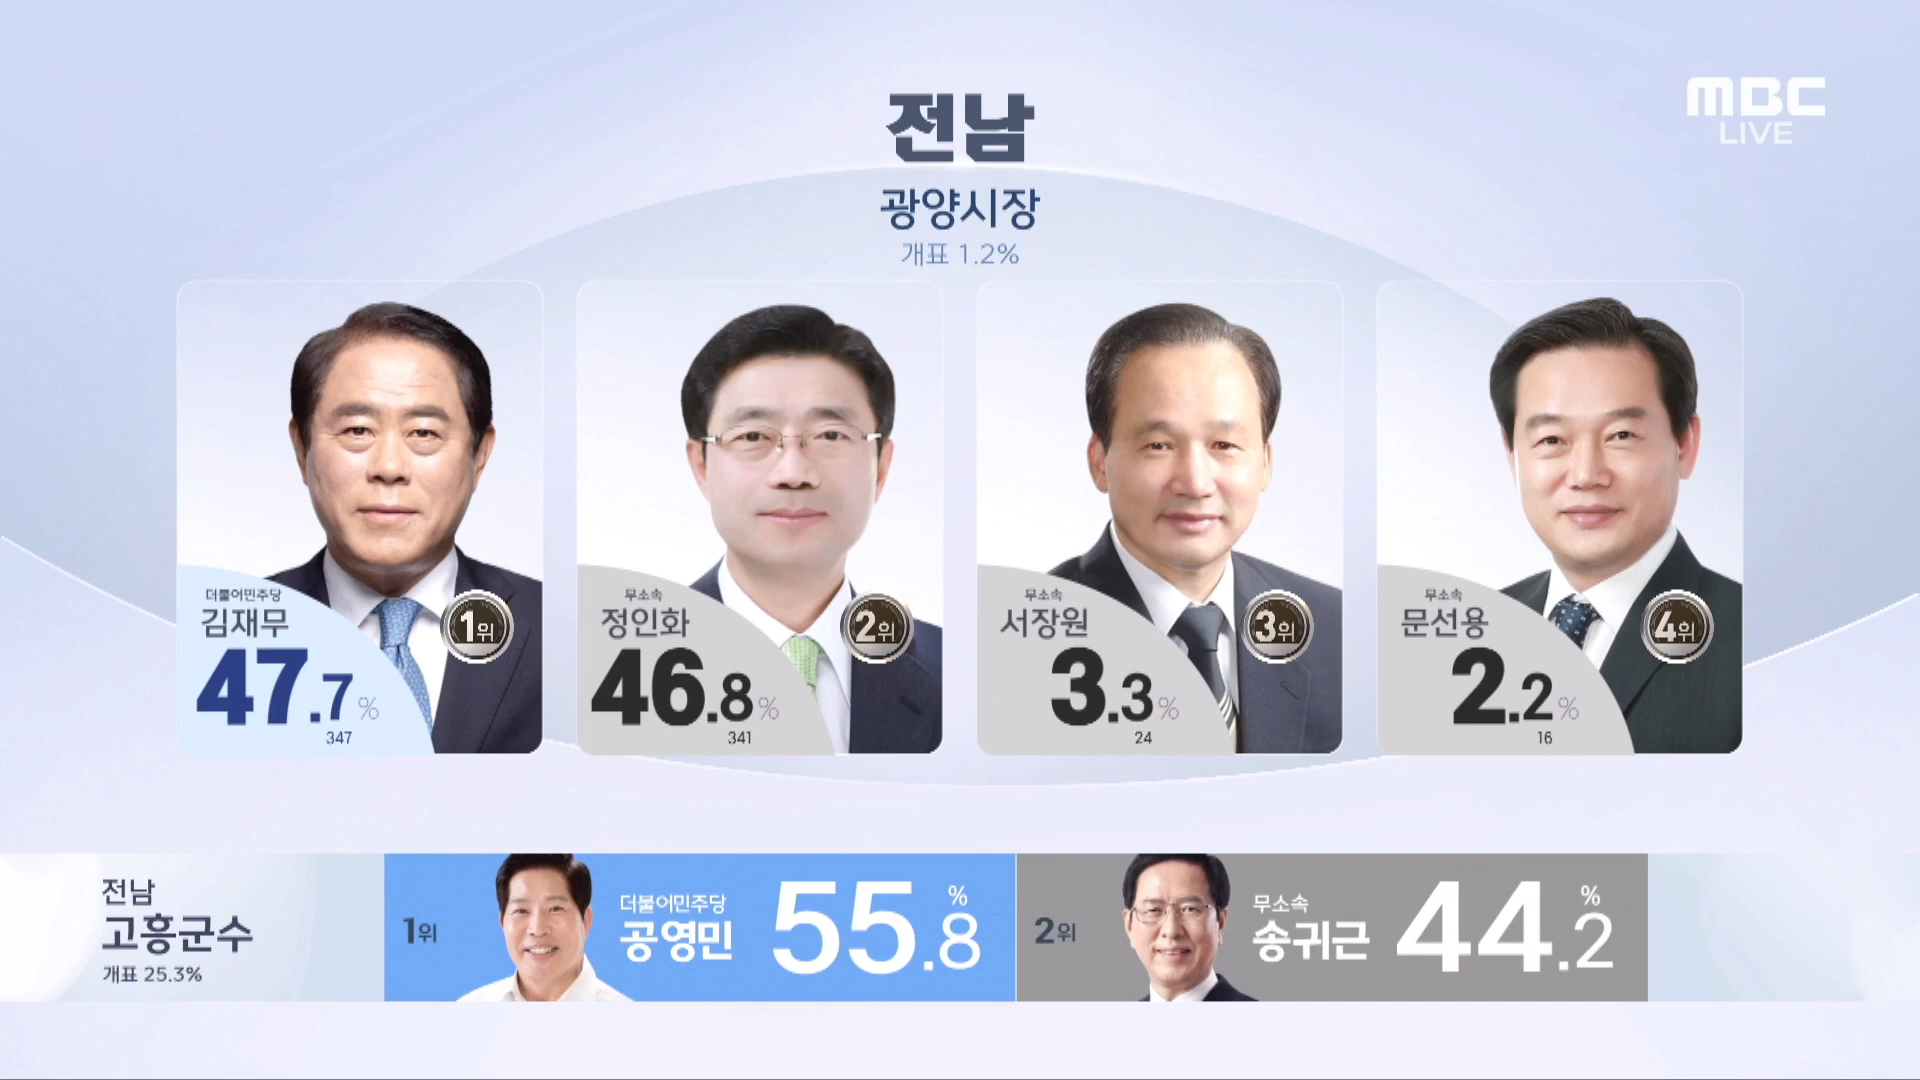 전남
MBC
LIVE
광양시장
개표 1.2%
더불어민주당
김재무
1위
47.7%
347
무소속
정인화
2위
46.8%
341
무소속
서장원
3위
3.3%
24
무소속
문선용
4위
2.2%
16
전남
고흥군수
개표 25.3%
1위
더불어민주당
공영민
55.8%
2위
무소속
송귀근
44.2%